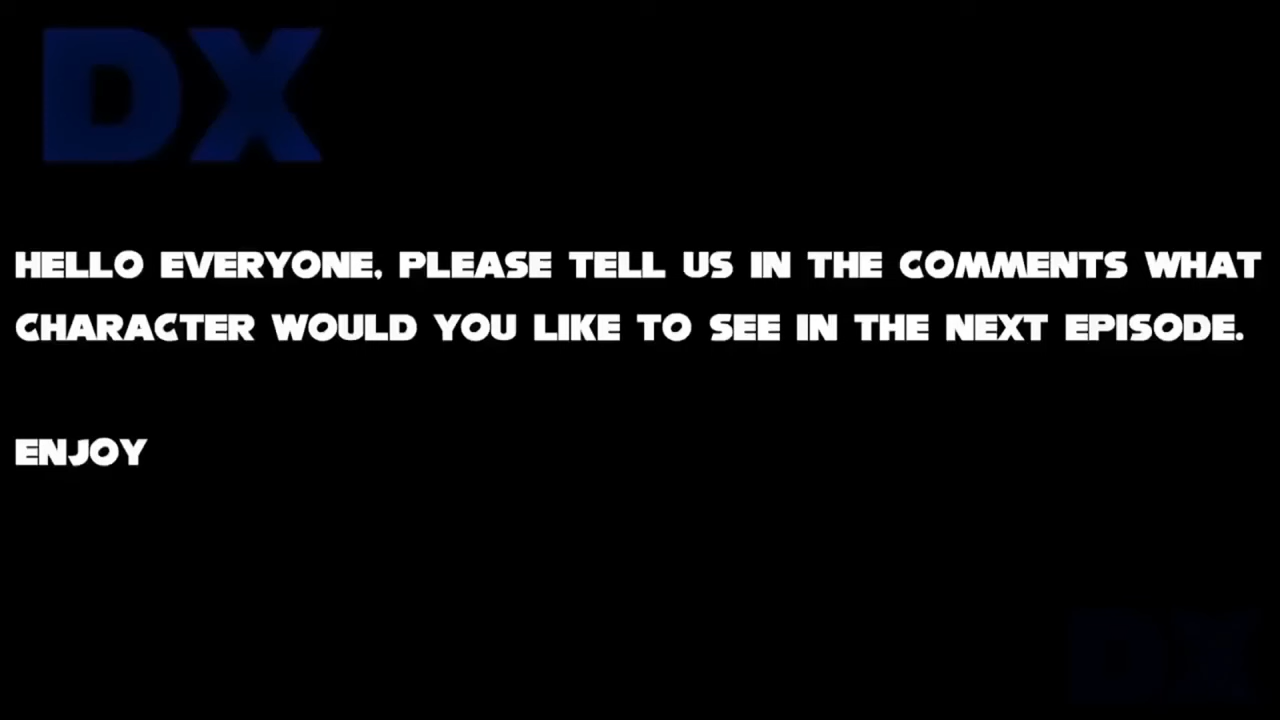 DX
HELLO EVERYONE, PLEASE TELL US IN THE COMMENTS WHAT
CHARACTER WOULD YOU LIKE TO SEE IN THE NEXT EPISODE.
ENJOY
DX